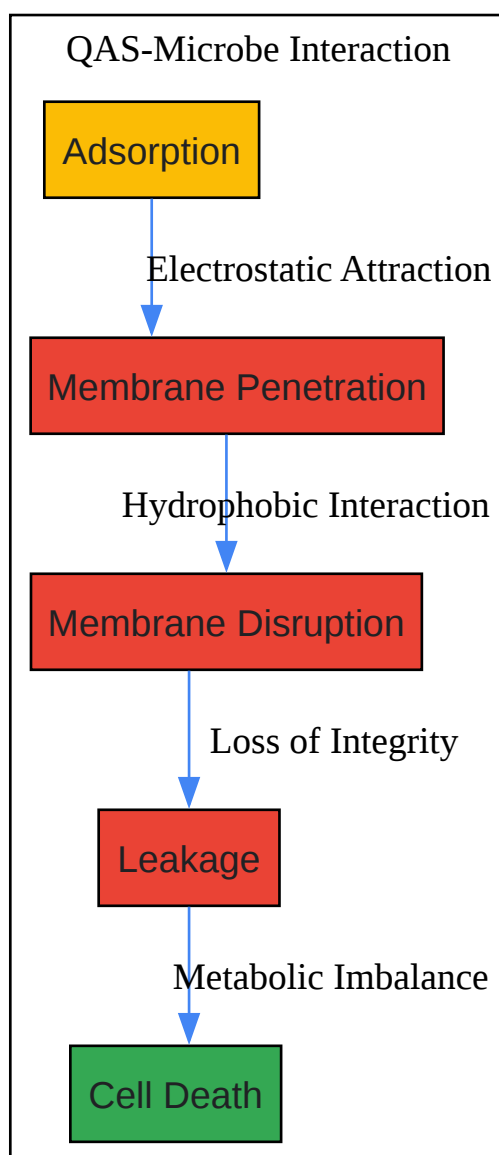 QAS-Microbe Interaction
Adsorption
Electrostatic Attraction
Membrane Penetration
Hydrophobic Interaction
Membrane Disruption
Loss of Integrity
Leakage
Metabolic Imbalance
Cell Death